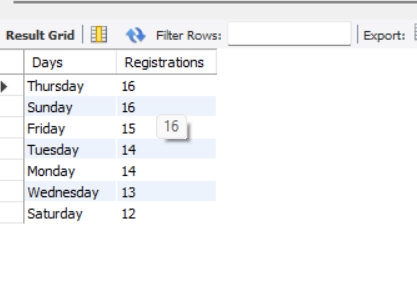 Result Grid Filter Rows: Export:
Days Registrations
Thursday 16
Sunday 16
Friday 15
16
Tuesday 14
Monday 14
Wednesday 13
Saturday 12